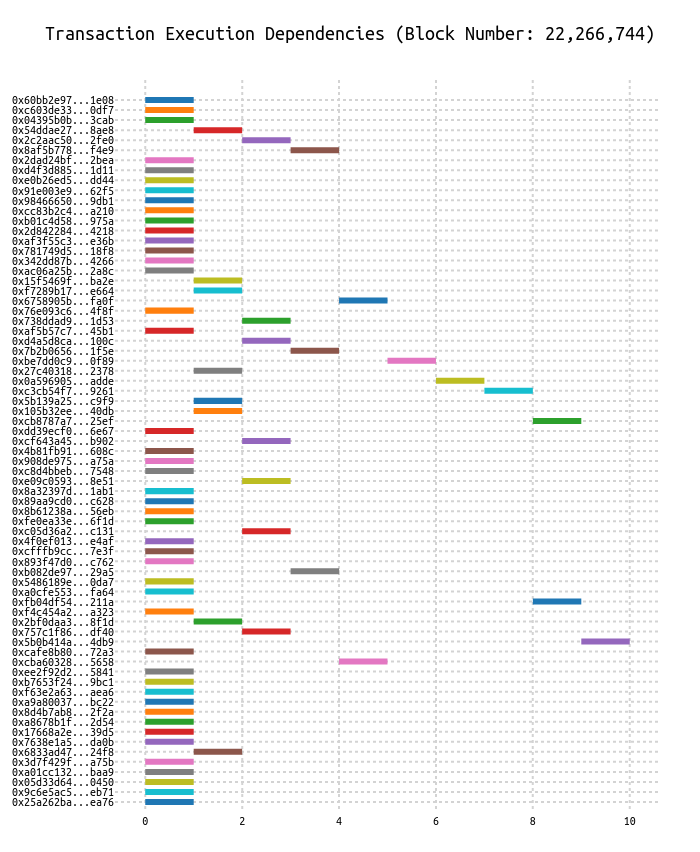 Transaction Execution Dependencies (Block Number: 22,266,744)
0x60bb2e97...1e08
0xc603de33...0df7
0x04395b0b...3cab
0x54ddae27...8ae8
0x2c2aac50...2fe0
0x8af5b778...f4e9
0x2dad24bf...2bea
0xd4f3d885...1d11
0xe0b26ed5...dd44
0x91e003e9...62f5
0x98466650...9db1
0xcc83b2c4...a210
0xb01c4d58...975a
0x2d842284...4218
0xaf3f55c3...e36b
0x781749d5...18f8
0x342dd87b...4266
0xac06a25b...2a8c
0x15f5469f...ba2e
0xf7289b17...e664
0x6758905b...fa0f
0x76e093c6...4f8f
0x738ddad9...1d53
0xaf5b57c7...45b1
0xd4a5d8ca...100c
0x7b2b0656...1f5e
0xbe7dd0c9...0f89
0x27c40318...2378
0x0a596905...adde
0xc3cb54f7...9261
0x5b139a25...c9f9
0x105b32ee...40db
0xcb8787a7...25ef
0xdd39ecf0...6e67
0xcf643a45...b902
0x4b81fb91...608c
0x908de975...a75a
0xc8d4bbeb...7548
0xe09c0593...8e51
0x8a32397d...1ab1
0x89aa9cd0...c628
0x8b61238a...56eb
0xfe0ea33e...6f1d
0xc05d36a2...c131
0x4f0ef013...e4af
0xcfffb9cc...7e3f
0x893f47d0...c762
0xb082de97...29a5
0x5486189e...0da7
0xa0cfe553...fa64
0xfb04df54...211a
0xf4c454a2...a323
0x2bf0daa3...8f1d
0x757c1f86...df40
0x5b0b414a...4db9
0xcafe8b80...72a3
0xcba60328...5658
0xee2f92d2...5841
0xb7653f24...9bc1
0xf63e2a63...aea6
0xa9a80037...bc22
0x8d4b7ab8...2f2a
0xa8678b1f...2d54
0x17668a2e...39d5
0x7638e1a5...da0b
0x6833ad47...24f8
0x3d7f429f...a75b
0xa01cc132...baa9
0x05d33d64...0450
0x9c6e5ac5...eb71
0x25a262ba...ea76
0 2 4 6 8 10